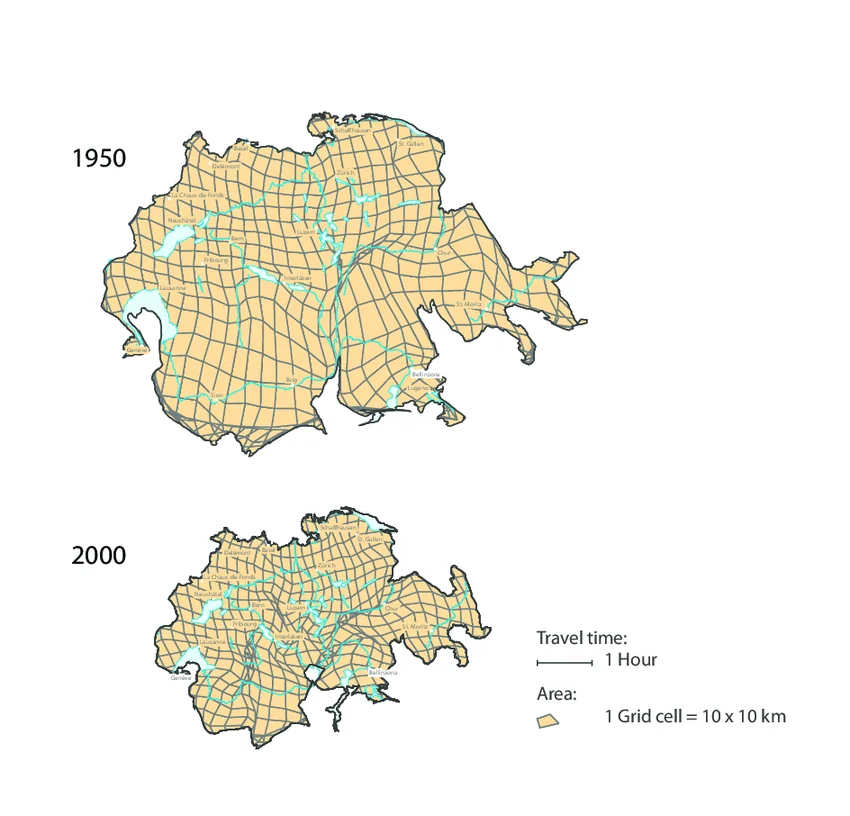 1950
Schaffhausen
St. Gallen
Basel
Delémont
Zürich
La Chaux-de-Fonds
Neuchâtel
Luzern
Bern
Chur
Fribourg
Interlaken
Lausanne
St. Moritz
Genève
Bellinzona
Brig
Lugano
Sion
2000
Schaffhausen
St. Gallen
Basel
Delémont
Zürich
La Chaux-de-Fonds
Neuchâtel
Bern
Luzern
Chur
Fribourg
St. Moritz
Interlaken
Lausanne
Bellinzona
Genève
Travel time:
1 Hour
Area:
1 Grid cell = 10 x 10 km